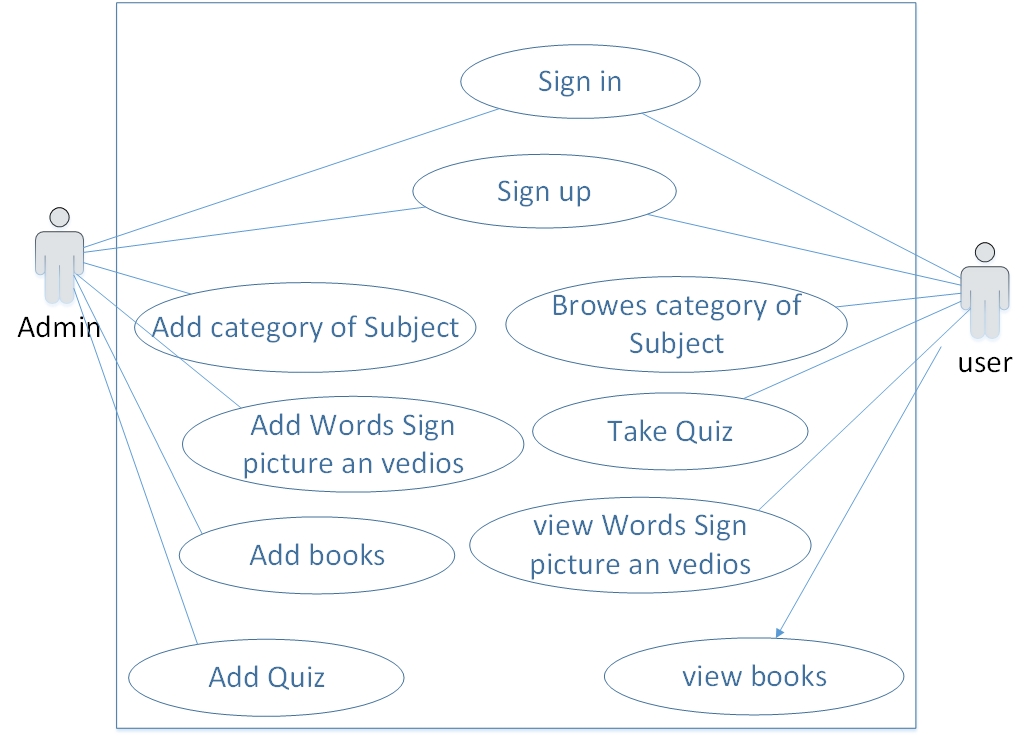 Sign in
Sign up
Admin
Add category of Subject
Browes category of
Subject
user
Add Words Sign
picture an vedios
Take Quiz
Add books
view Words Sign
picture an vedios
Add Quiz
view books